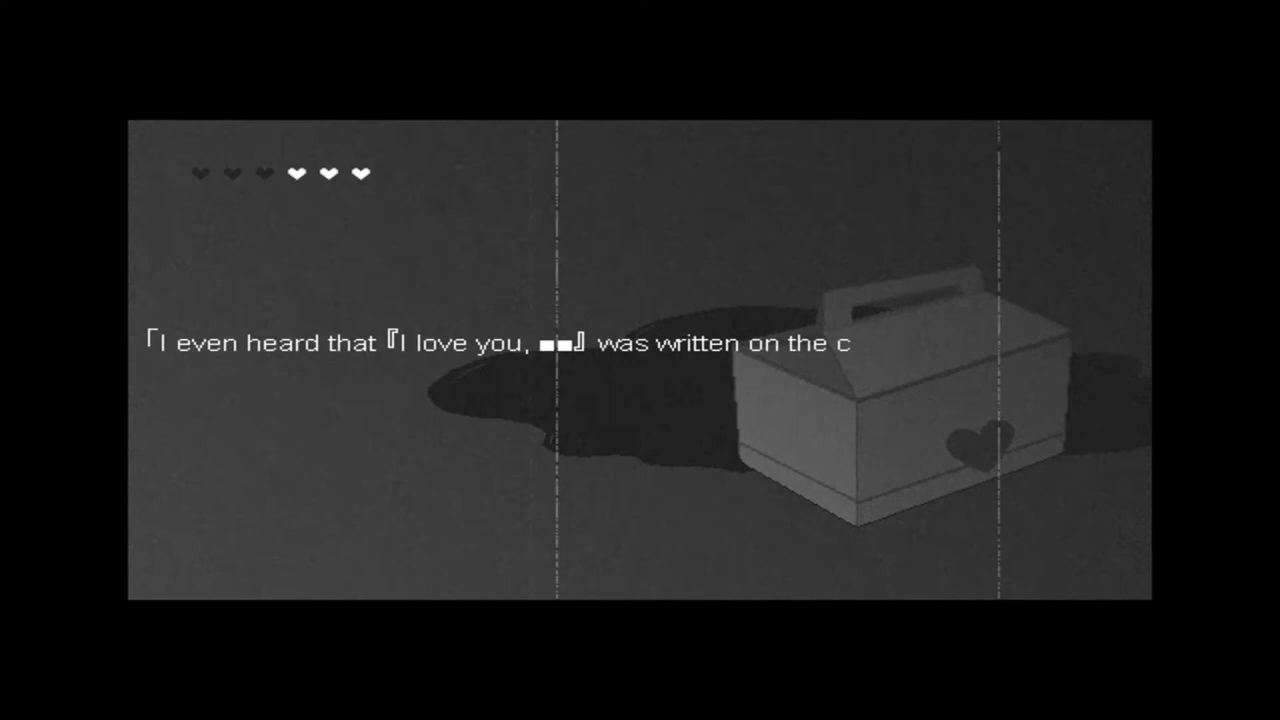 「I even heard that『I love you, ■■』was written on the c